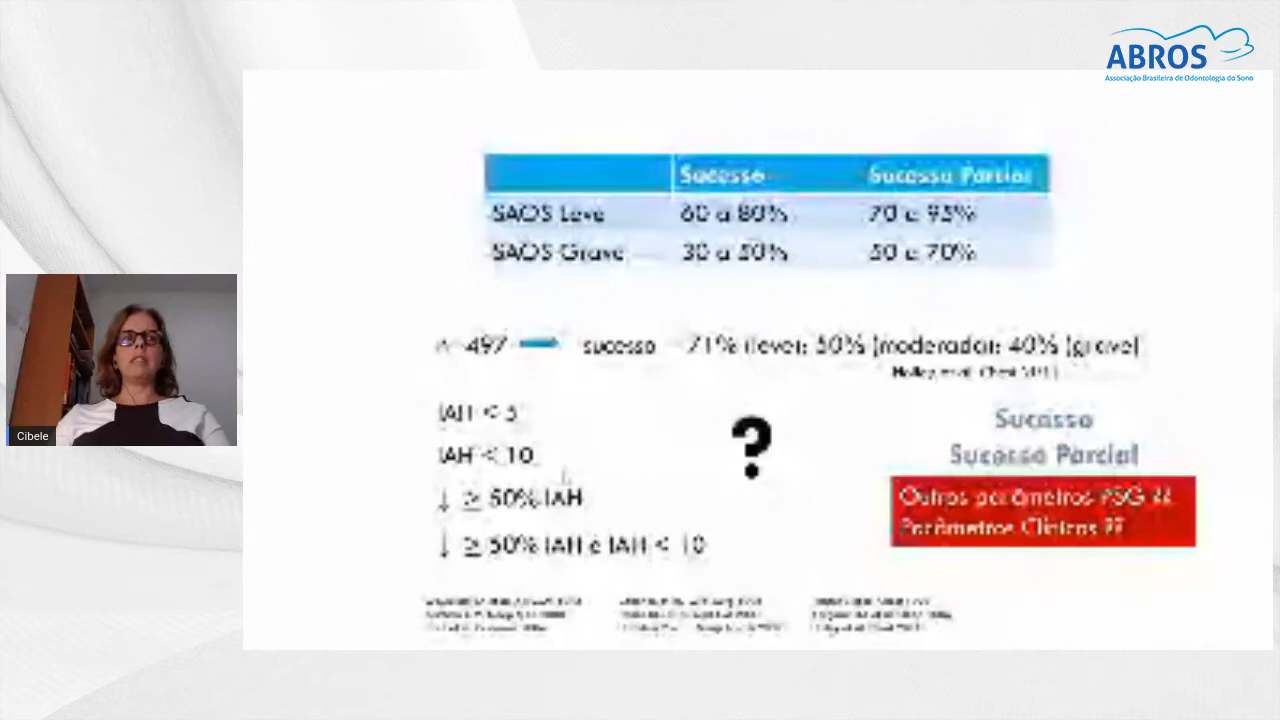 ABROS
Associação Brasileira de Odontologia do Sono
Sucesso Sucesso Parcial
SAOS Leve 60 a 80% 70 a 95%
SAOS Grave 30 a 50% 50 a 70%
n 497 sucesso 71% (leve); 50% (moderada); 40% (grave)
Chest
IAH < 5
IAH < 10
↓ ≥ 50% IAH
↓ ≥ 50% IAH e IAH < 10
?
Sucesso
Sucesso Parcial
Outros parâmetros PSG ??
Parâmetros Clínicos ??
Cibele